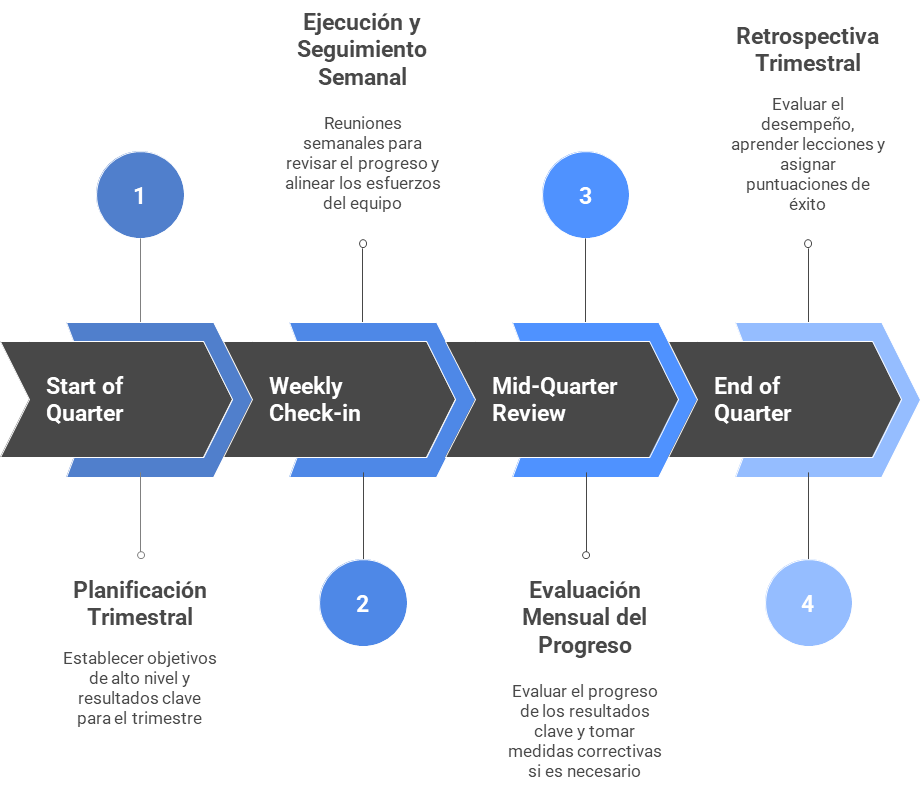 Ejecución y
Seguimiento
Semanal
Reuniones
semanales para
revisar el progreso y
alinear los esfuerzos
del equipo
Retrospectiva
Trimestral
Evaluar el
desempeño,
aprender lecciones y
asignar
puntuaciones de
éxito
1
3
Start of
Quarter
Weekly
Check-in
Mid-Quarter
Review
End of
Quarter
Planificación
Trimestral
Establecer objetivos
de alto nivel y
resultados clave
para el trimestre
2
Evaluación
Mensual del
Progreso
Evaluar el progreso
de los resultados
clave y tomar
medidas correctivas
si es necesario
4